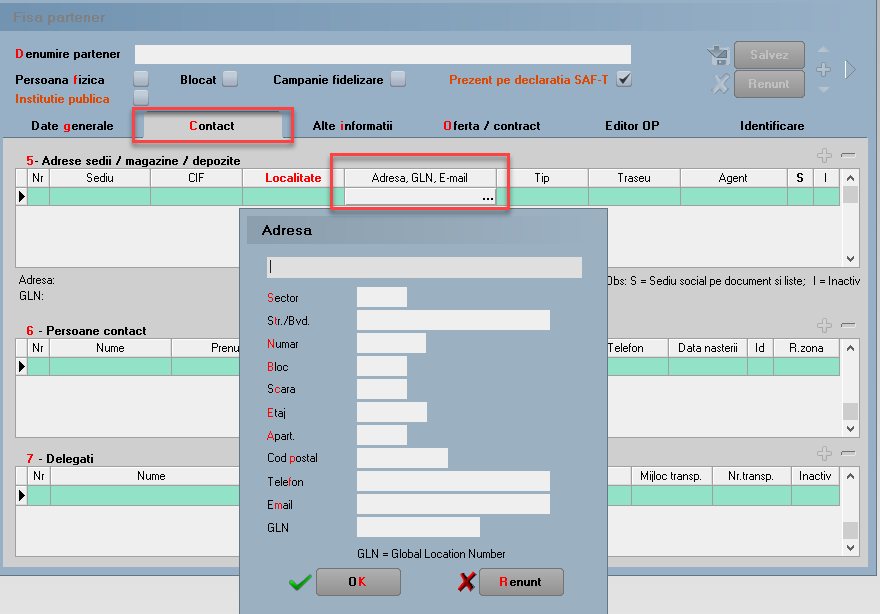 Fisa partener
Denumire partener
Salvez
Persoana fizica Blocat Campanie fidelizare Prezent pe declaratia SAF-T
Renunt
Institutie publica
Date generale Contact Alte informatii Oferta / contract Editor OP Identificare
5- Adrese sedii / magazine / depozite
Nr Sediu CIF Localitate Adresa, GLN, E-mail Tip Traseu Agent S I
...
Adresa
Adresa:
Obs: S = Sediu social pe document si liste; I = Inactiv
GLN:
Sector
Str./Bvd.
6 - Persoane contact
Numar
Nr Nume Prenu Telefon Data nasterii Id R.zona
Bloc
Scara
Etaj
Apart.
7 - Delegati
Cod postal
Nr Nume Mijloc transp. Nr.transp. Inactiv
Telefon
Email
GLN
GLN = Global Location Number
OK Renunt